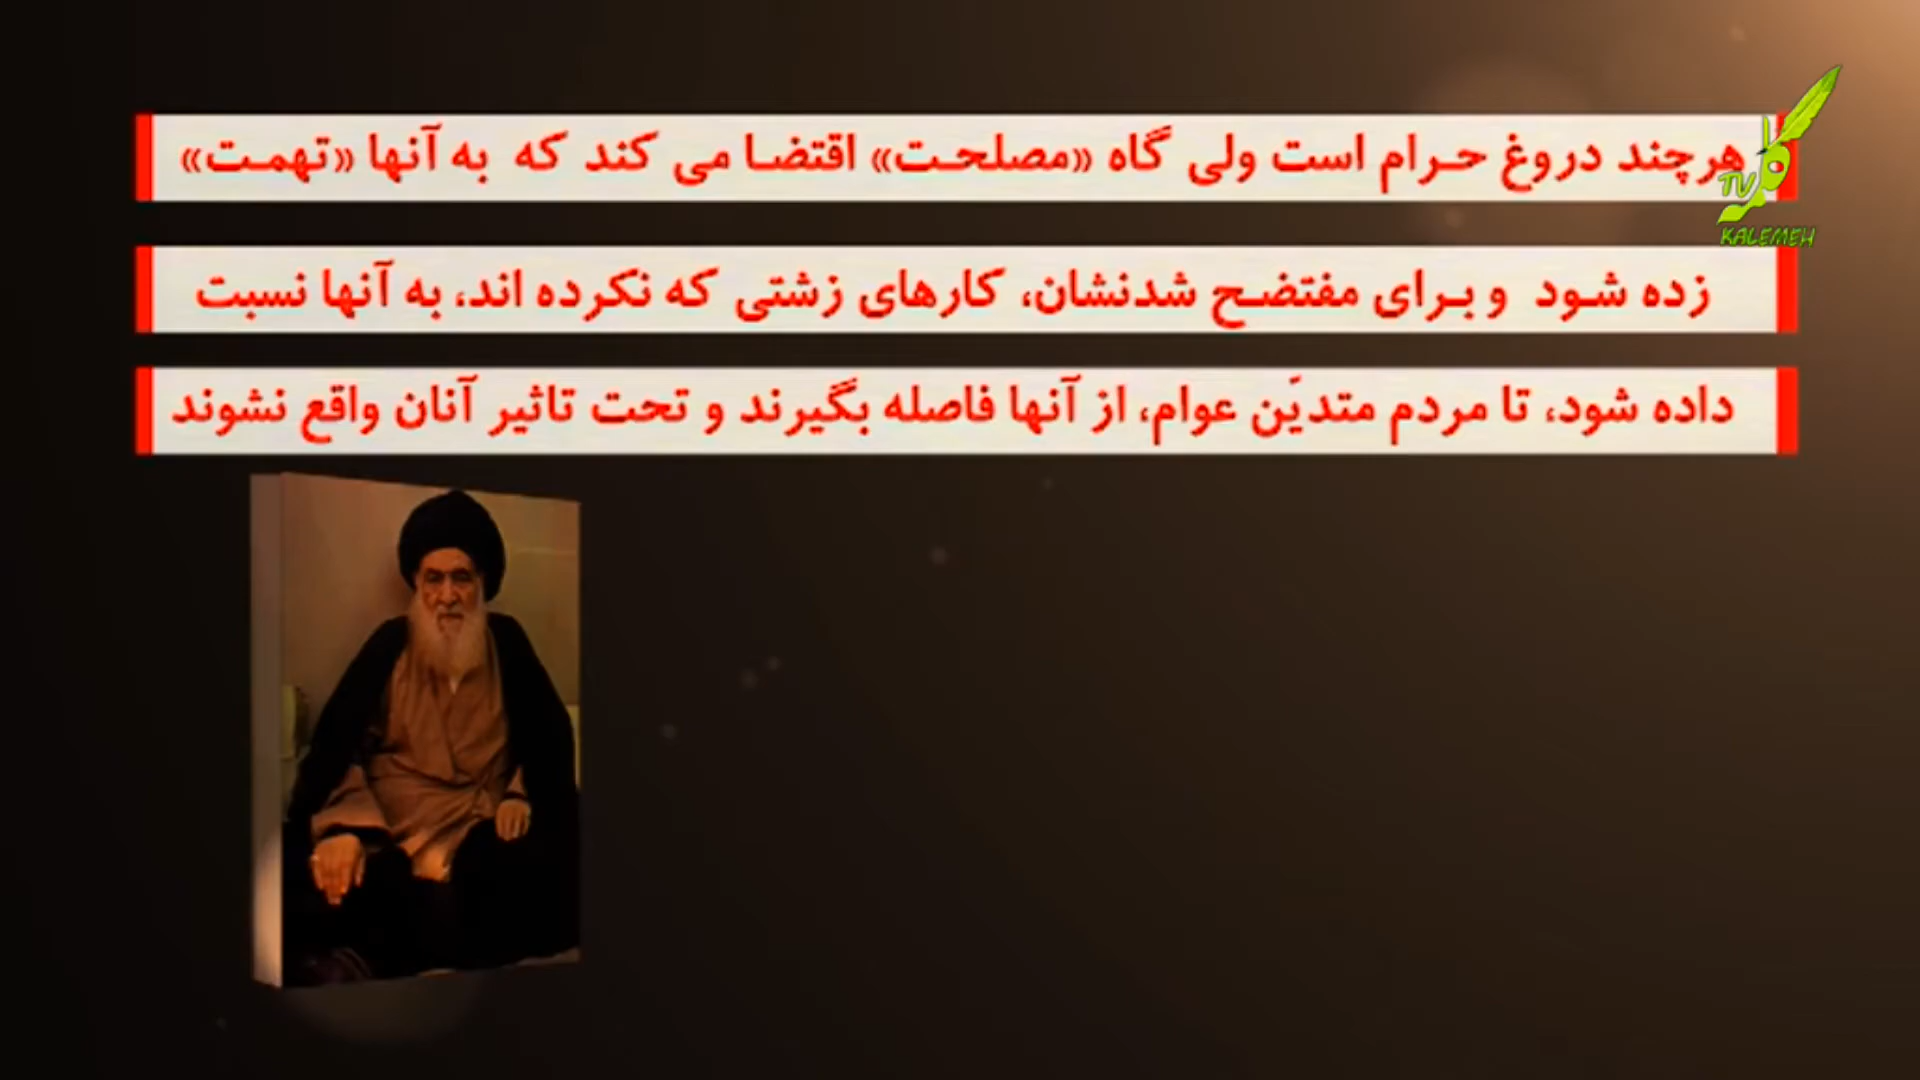 هرچند دروغ حرام است ولی گاه «مصلحت» اقتضا می کند که به آنها «تهمت»
زده شود و برای مفتضح شدنشان، کارهای زشتی که نکرده اند، به آنها نسبت
داده شود، تا مردم متدیّن عوام، از آنها فاصله بگیرند و تحت تاثیر آنان واقع نشوند
TV
KALEMEH